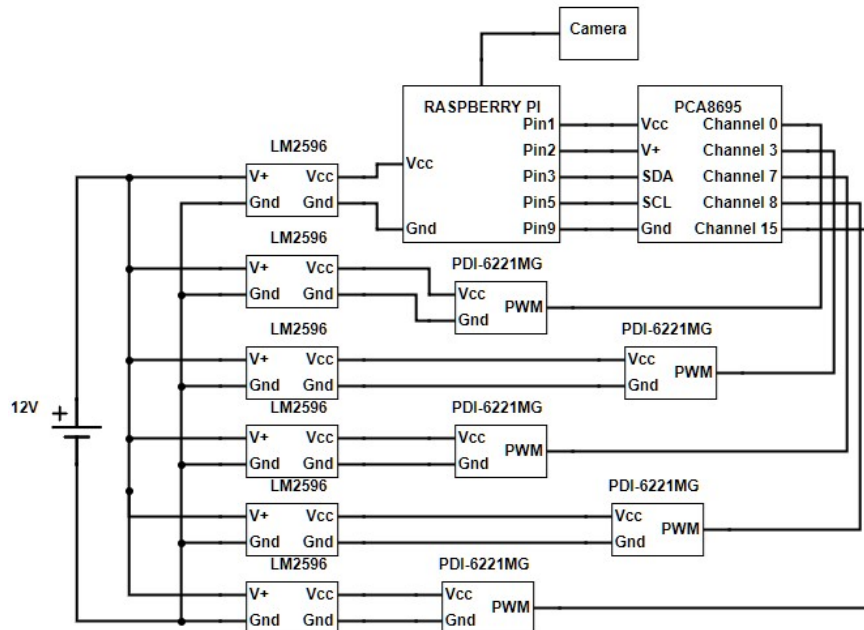 Camera
RASPBERRY PI
Pin1
Pin2
Pin3
Pin5
Pin9
Vcc
Gnd
PCA8695
Vcc
V+
SDA
SCL
Gnd
Channel 0
Channel 3
Channel 7
Channel 8
Channel 15
LM2596
V+ Vcc
Gnd Gnd
LM2596
V+ Vcc
Gnd Gnd
PDI-6221MG
Vcc
PWM
Gnd
LM2596
V+ Vcc
Gnd Gnd
PDI-6221MG
Vcc
PWM
Gnd
12V +
LM2596
V+ Vcc
Gnd Gnd
PDI-6221MG
Vcc
PWM
Gnd
LM2596
V+ Vcc
Gnd Gnd
PDI-6221MG
Vcc
PWM
Gnd
LM2596
V+ Vcc
Gnd Gnd
PDI-6221MG
Vcc
PWM
Gnd